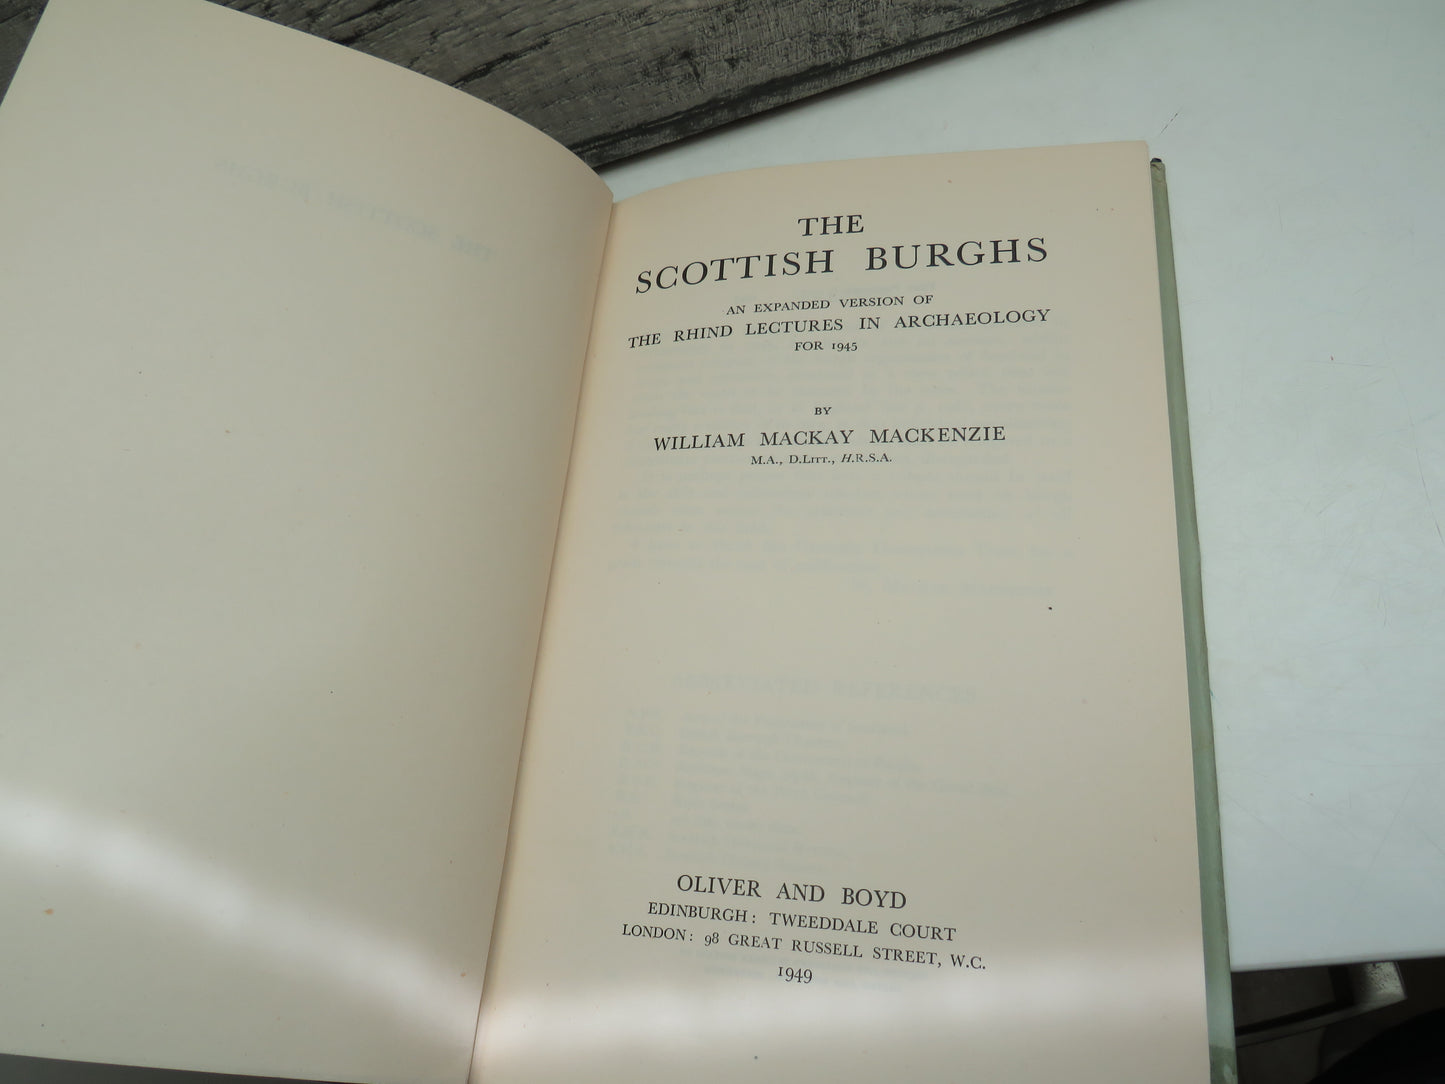 THE
SCOTTISH BURGHS
AN EXPANDED VERSION OF
THE RHIND LECTURES IN ARCHAEOLOGY
FOR 1945
BY
WILLIAM MACKAY MACKENZIE
M.A., D.LITT., H.R.S.A.
OLIVER AND BOYD
EDINBURGH: TWEEDDALE COURT
LONDON: 98 GREAT RUSSELL STREET, W.C.
1949